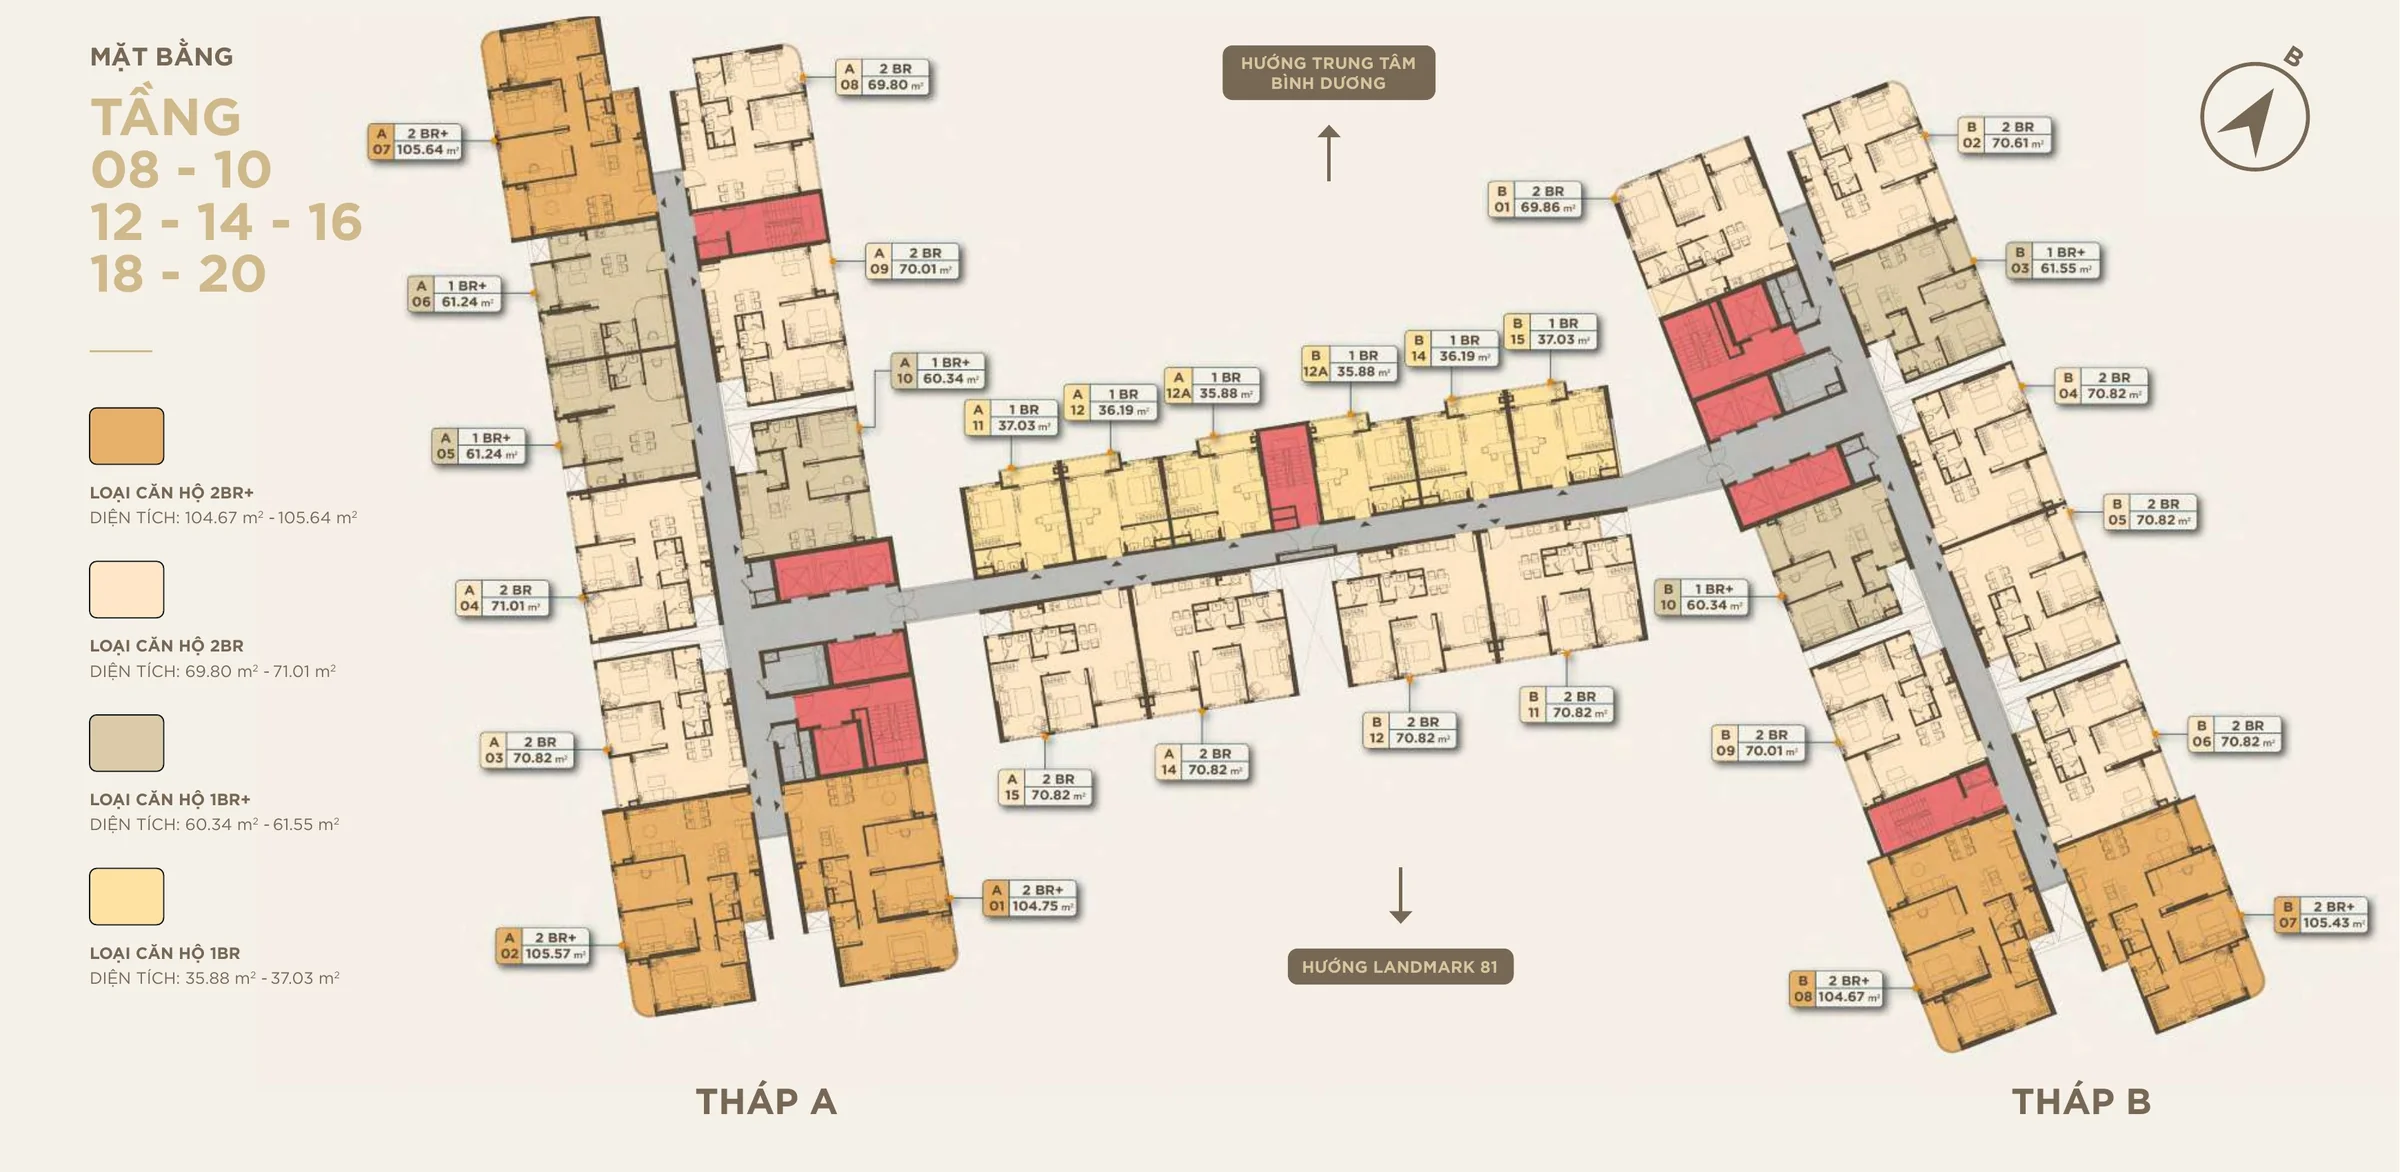 MẶT BẰNG
TẦNG
08 - 10
12 - 14 - 16
18 - 20
LOẠI CĂN HỘ 2BR+
DIỆN TÍCH: 104.67 m² - 105.64 m²
LOẠI CĂN HỘ 2BR
DIỆN TÍCH: 69.80 m² - 71.01 m²
LOẠI CĂN HỘ 1BR+
DIỆN TÍCH: 60.34 m² - 61.55 m²
LOẠI CĂN HỘ 1BR
DIỆN TÍCH: 35.88 m² - 37.03 m²
HƯỚNG TRUNG TÂM
BÌNH DƯƠNG
B
A 2 BR+
07 105.64 m²
A 2 BR
08 69.80 m²
A 1 BR+
06 61.24 m²
A 2 BR
09 70.01 m²
A 1 BR+
05 61.24 m²
A 1 BR+
10 60.34 m²
A 2 BR
04 71.01 m²
A 2 BR
03 70.82 m²
A 2 BR+
02 105.57 m²
A 2 BR+
01 104.75 m²
A 1 BR
11 37.03 m²
A 1 BR
12 36.19 m²
A 1 BR
12A 35.88 m²
B 1 BR
12A 35.88 m²
B 1 BR
14 36.19 m²
B 1 BR
15 37.03 m²
A 2 BR
15 70.82 m²
A 2 BR
14 70.82 m²
B 2 BR
12 70.82 m²
B 2 BR
11 70.82 m²
B 2 BR
01 69.86 m²
B 2 BR
02 70.61 m²
B 1 BR+
03 61.55 m²
B 2 BR
04 70.82 m²
B 2 BR
05 70.82 m²
B 1 BR+
10 60.34 m²
B 2 BR
09 70.01 m²
B 2 BR
06 70.82 m²
B 2 BR+
07 105.43 m²
B 2 BR+
08 104.67 m²
HƯỚNG LANDMARK 81
THÁP A
THÁP B